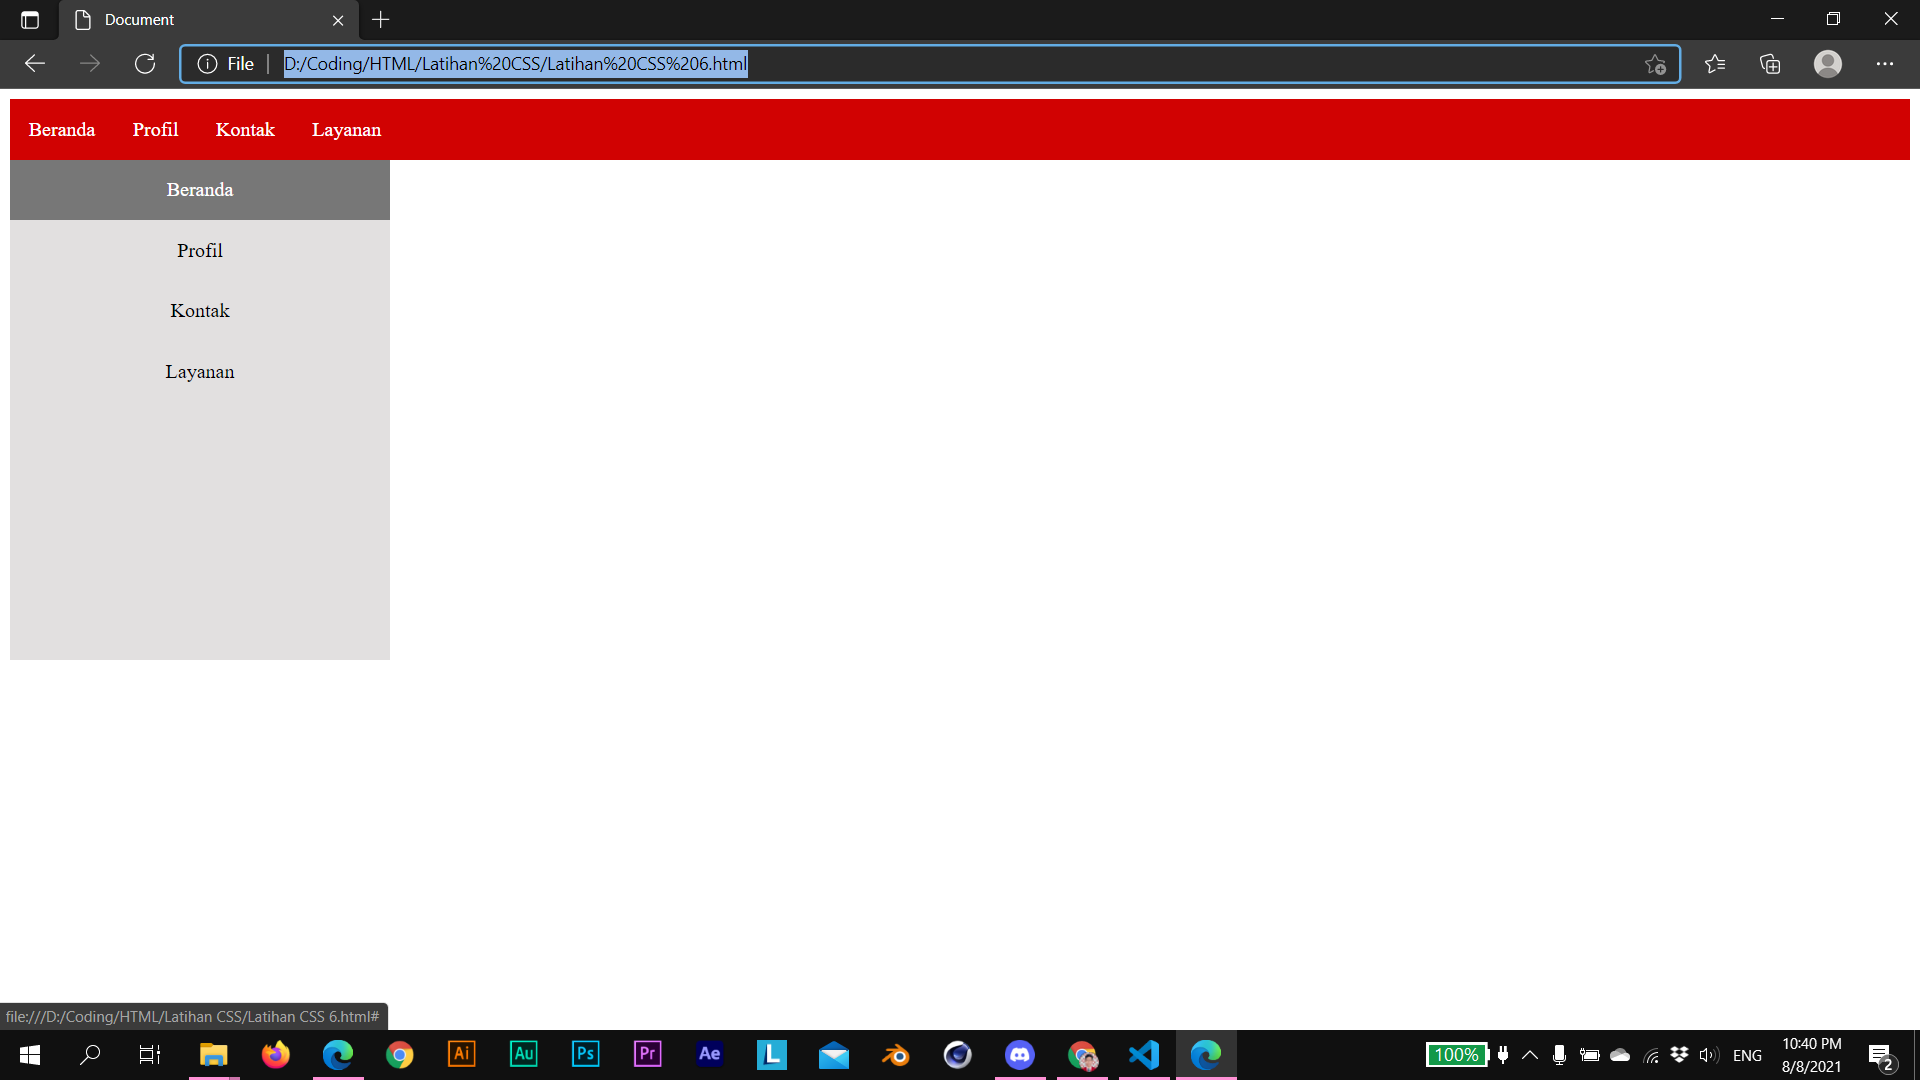 Document
File
D:/Coding/HTML/Latihan%20CSS/Latihan%20CSS%206.html
Beranda Profil Kontak Layanan
Beranda
Profil
Kontak
Layanan
file:///D:/Coding/HTML/Latihan CSS/Latihan CSS 6.html#
Ai Au Ps Pr Ae L
100% ENG
10:40 PM
8/8/2021
2